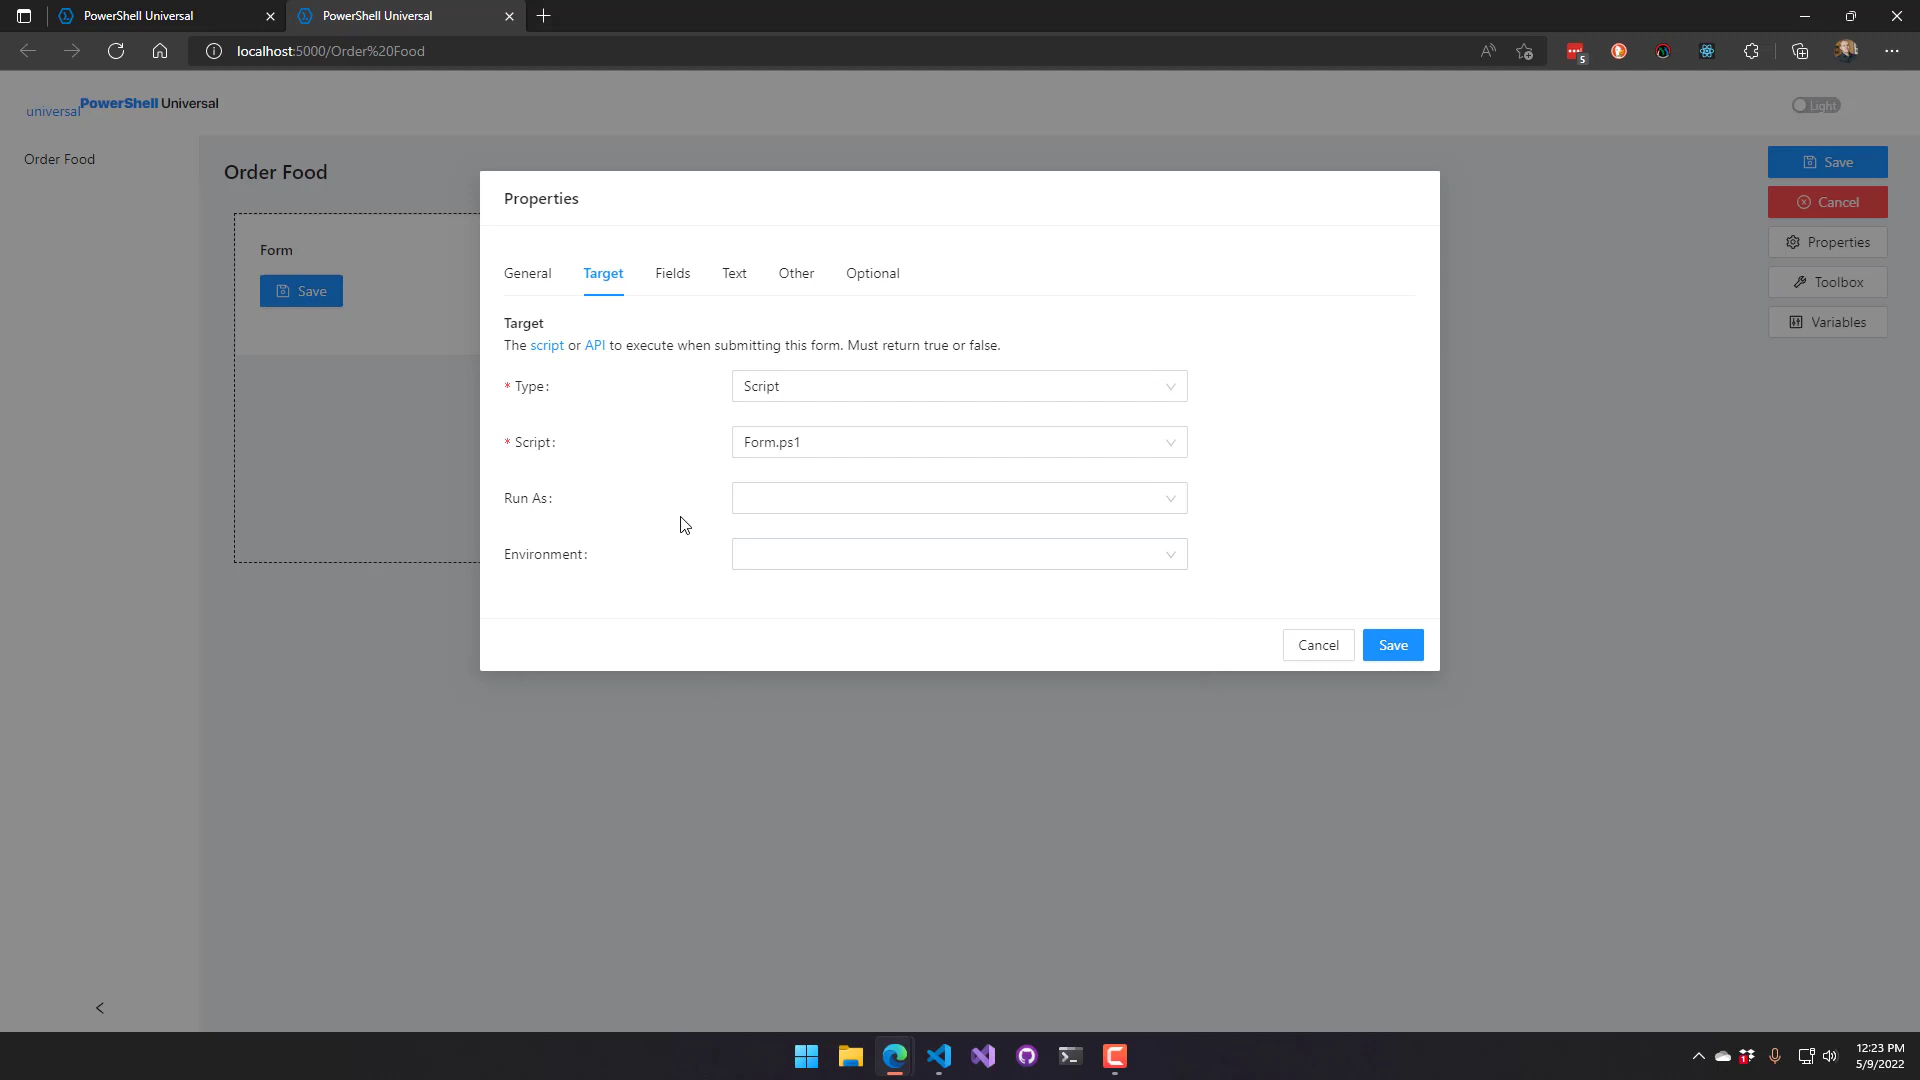 PowerShell Universal
PowerShell Universal
localhost:5000/Order%20Food
5
universal
PowerShell Universal
Light
Order Food
Order Food
Form
Save
Save
Cancel
Properties
Toolbox
Variables
Properties
General
Target
Fields
Text
Other
Optional
Target
The script or API to execute when submitting this form. Must return true or false.
* Type:
Script
* Script:
Form.ps1
Run As:
Environment:
Cancel
Save
1
12:23 PM
5/9/2022